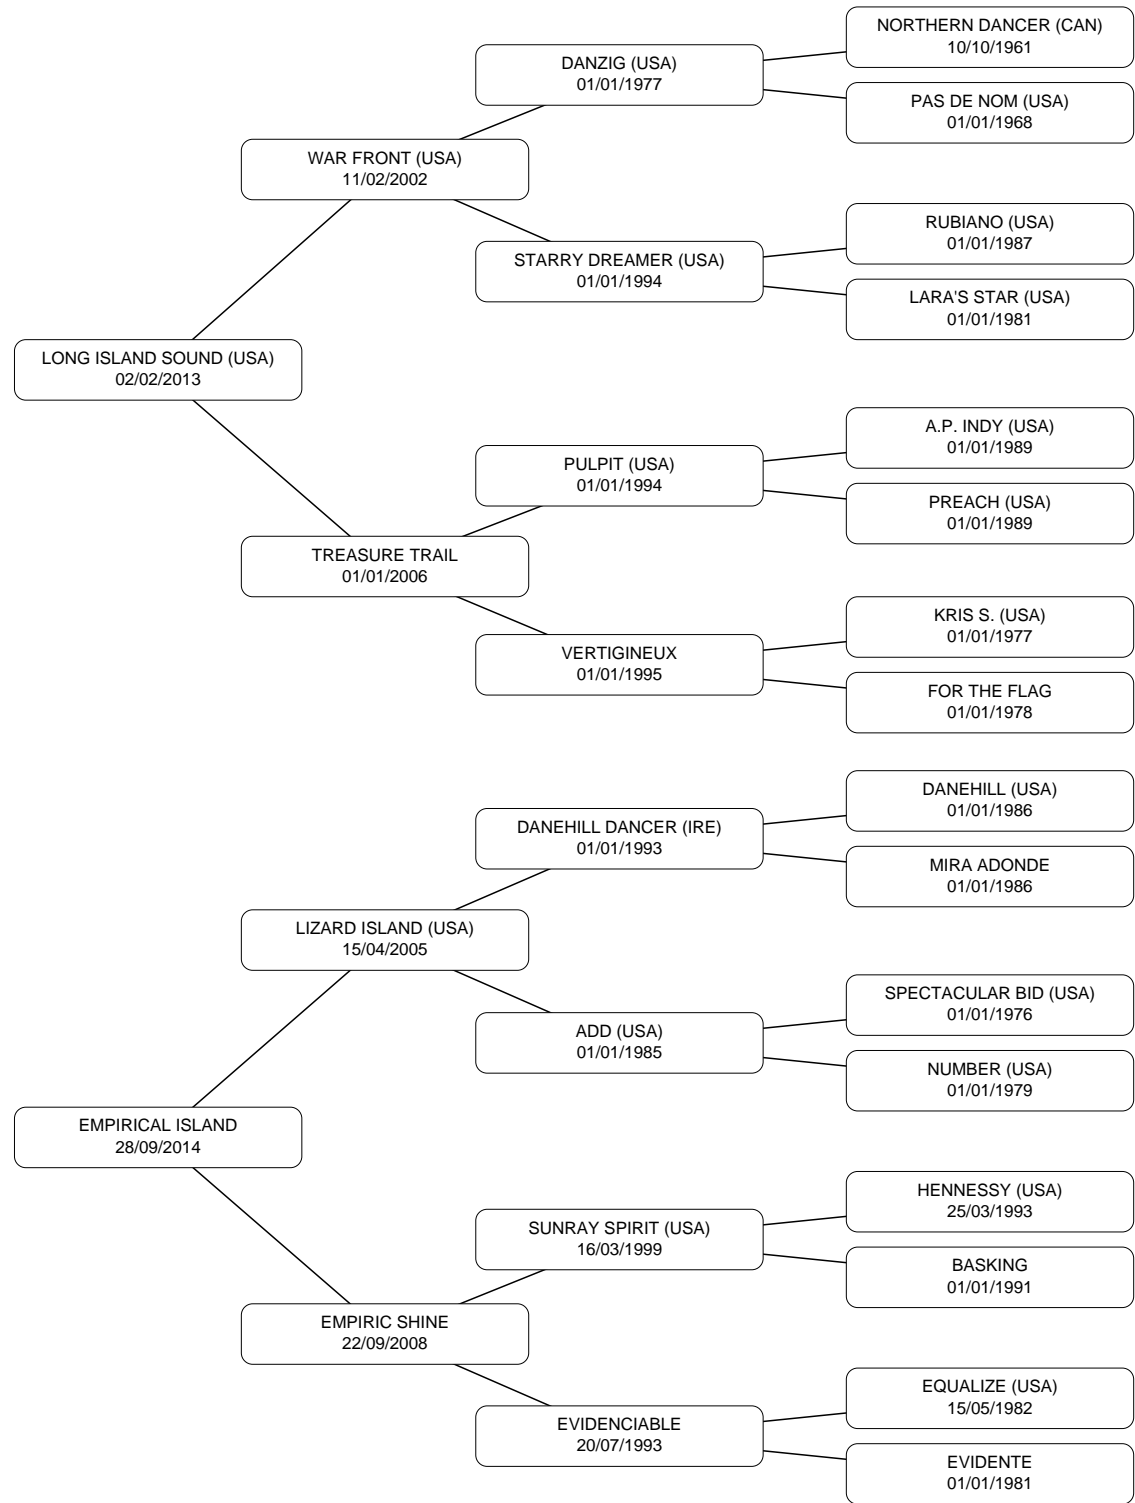 NORTHERN DANCER (CAN)
10/10/1961
DANZIG (USA)
01/01/1977
PAS DE NOM (USA)
01/01/1968
WAR FRONT (USA)
11/02/2002
RUBIANO (USA)
01/01/1987
STARRY DREAMER (USA)
01/01/1994
LARA'S STAR (USA)
01/01/1981
LONG ISLAND SOUND (USA)
02/02/2013
A.P. INDY (USA)
01/01/1989
PULPIT (USA)
01/01/1994
PREACH (USA)
01/01/1989
TREASURE TRAIL
01/01/2006
KRIS S. (USA)
01/01/1977
VERTIGINEUX
01/01/1995
FOR THE FLAG
01/01/1978
DANEHILL (USA)
01/01/1986
DANEHILL DANCER (IRE)
01/01/1993
MIRA ADONDE
01/01/1986
LIZARD ISLAND (USA)
15/04/2005
SPECTACULAR BID (USA)
01/01/1976
ADD (USA)
01/01/1985
NUMBER (USA)
01/01/1979
EMPIRICAL ISLAND
28/09/2014
HENNESSY (USA)
25/03/1993
SUNRAY SPIRIT (USA)
16/03/1999
BASKING
01/01/1991
EMPIRIC SHINE
22/09/2008
EQUALIZE (USA)
15/05/1982
EVIDENCIABLE
20/07/1993
EVIDENTE
01/01/1981